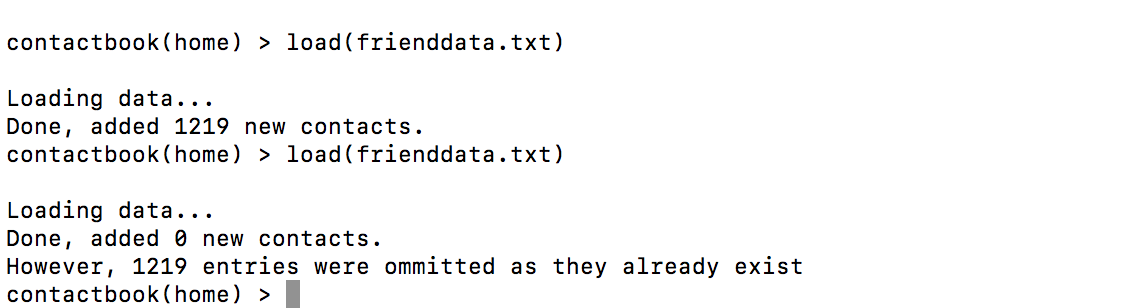 contactbook(home) > load(frienddata.txt)
Loading data...
Done, added 1219 new contacts.
contactbook(home) > load(frienddata.txt)
Loading data...
Done, added 0 new contacts.
However, 1219 entries were ommitted as they already exist
contactbook(home) >